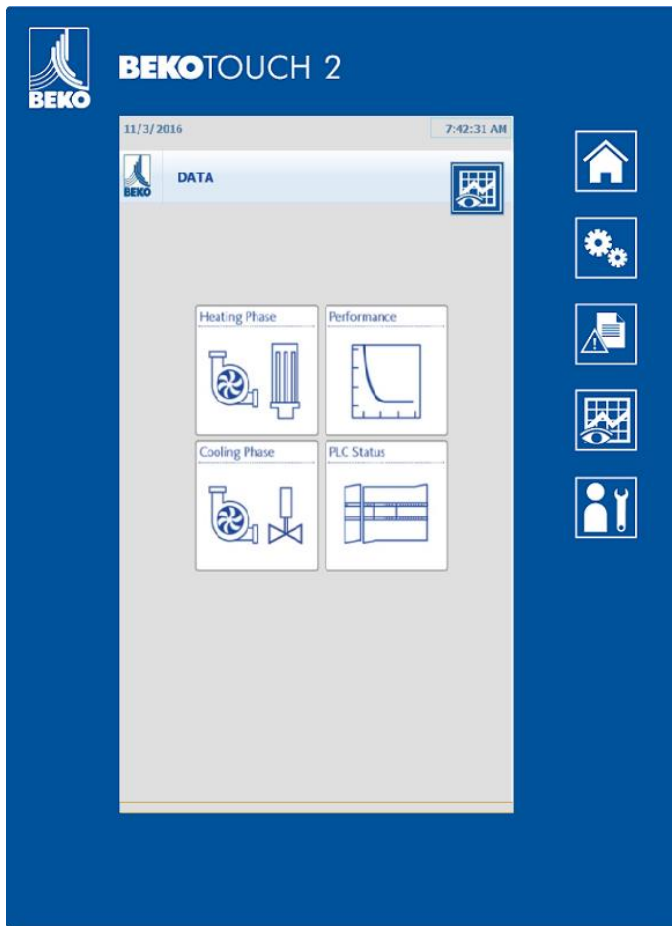 BEKO
BEKOTOUCH 2
11/3/2016
7:42:31 AM
BEKO
DATA
Heating Phase
Performance
Cooling Phase
PLC Status